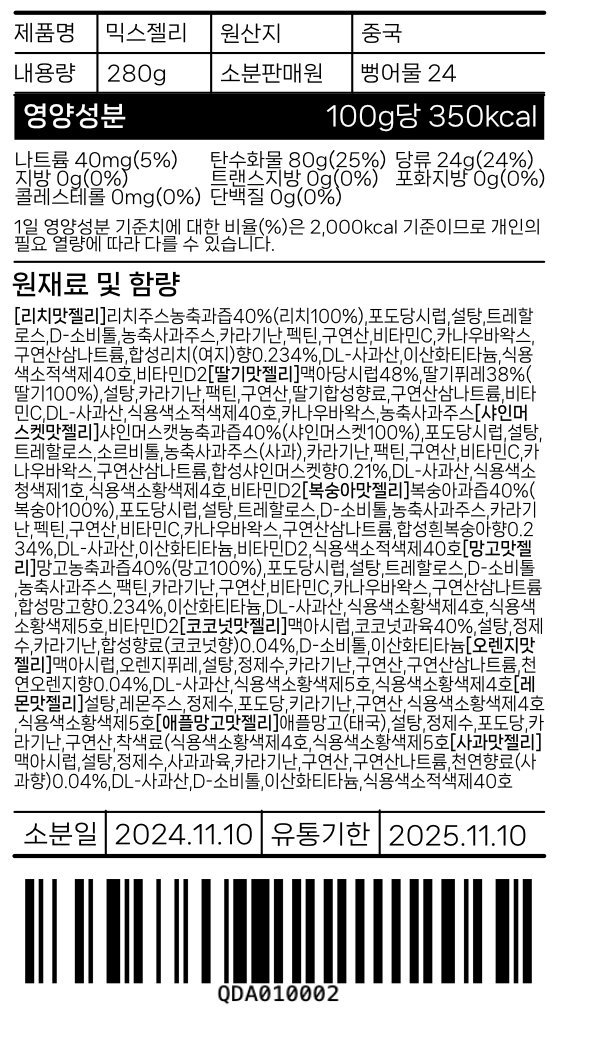 제품명 믹스젤리 원산지 중국
내용량 280g 소분판매원 뻥어물 24
영양성분 100g당 350kcal
나트륨 40mg(5%) 탄수화물 80g(25%) 당류 24g(24%)
지방 0g(0%) 트랜스지방 0g(0%) 포화지방 0g(0%)
콜레스테롤 0mg(0%) 단백질 0g(0%)
1일 영양성분 기준치에 대한 비율(%)은 2,000kcal 기준이므로 개인의
필요 열량에 따라 다를 수 있습니다.
원재료 및 함량
[리치맛젤리]리치주스농축과즙40%(리치100%),포도당시럽,설탕,트레할
로스,D-소비톨,농축사과주스,카라기난,펙틴,구연산,비타민C,카나우바왁스,
구연산삼나트륨,합성리치(여지)향0.234%,DL-사과산,이산화티타늄,식용
색소적색제40호,비타민D2[딸기맛젤리]맥아당시럽48%,딸기퓨레38%(
딸기100%),설탕,카라기난,팩틴,구연산,딸기합성향료,구연산삼나트륨,비타
민C,DL-사과산,식용색소적색제40호,카나우바왁스,농축사과주스[샤인머
스켓맛젤리]샤인머스캣농축과즙40%(샤인머스켓100%),포도당시럽,설탕,
트레할로스,소르비톨,농축사과주스(사과),카라기난,팩틴,구연산,비타민C,카
나우바왁스,구연산삼나트륨,합성샤인머스켓향0.21%,DL-사과산,식용색소
청색제1호,식용색소황색제4호,비타민D2[복숭아맛젤리]복숭아과즙40%(
복숭아100%),포도당시럽,설탕,트레할로스,D-소비톨,농축사과주스,카라기
난,펙틴,구연산,비타민C,카나우바왁스,구연산삼나트륨,합성흰복숭아향0.2
34%,DL-사과산,이산화티타늄,비타민D2,식용색소적색제40호[망고맛젤
리]망고농축과즙40%(망고100%),포도당시럽,설탕,트레할로스,D-소비톨
,농축사과주스,팩틴,카라기난,구연산,비타민C,카나우바왁스,구연산삼나트륨
,합성망고향0.234%,이산화티타늄,DL-사과산,식용색소황색제4호,식용색
소황색제5호,비타민D2[코코넛맛젤리]맥아시럽,코코넛과육40%,설탕,정제
수,카라기난,합성향료(코코넛향)0.04%,D-소비톨,이산화티타늄[오렌지맛
젤리]맥아시럽,오렌지퓨레,설탕,정제수,카라기난,구연산,구연산삼나트륨,천
연오렌지향0.04%,DL-사과산,식용색소황색제5호,식용색소황색제4호[레
몬맛젤리]설탕,레몬주스,정제수,포도당,키라기난,구연산,식용색소황색제4호
,식용색소황색제5호[애플망고맛젤리]애플망고(태국),설탕,정제수,포도당,카
라기난,구연산,착색료(식용색소황색제4호,식용색소황색제5호[사과맛젤리]
맥아시럽,설탕,정제수,사과과육,카라기난,구연산,구연산나트륨,천연향료(사
과향)0.04%,DL-사과산,D-소비톨,이산화티타늄,식용색소적색제40호
소분일 2024.11.10 유통기한 2025.11.10
QDA010002